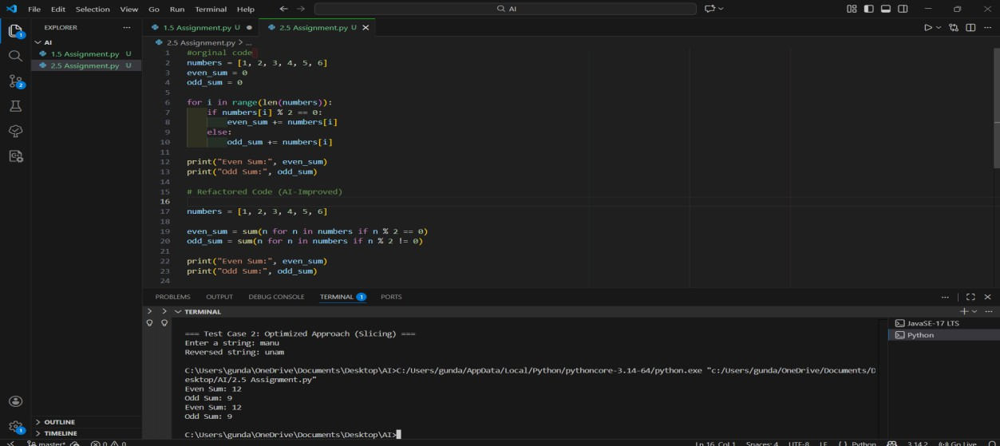 File Edit Selection View Go Run Terminal Help AI
EXPLORER
1.5 Assignment.py U
2.5 Assignment.py U
AI
1.5 Assignment.py U
2.5 Assignment.py U
2.5 Assignment.py > ...
1 #orginal code
2 numbers = [1, 2, 3, 4, 5, 6]
3 even_sum = 0
4 odd_sum = 0
5
6 for i in range(len(numbers)):
7 if numbers[i] % 2 == 0:
8 even_sum += numbers[i]
9 else:
10 odd_sum += numbers[i]
11
12 print("Even Sum:", even_sum)
13 print("Odd Sum:", odd_sum)
14
15 # Refactored Code (AI-Improved)
16
17 numbers = [1, 2, 3, 4, 5, 6]
18
19 even_sum = sum(n for n in numbers if n % 2 == 0)
20 odd_sum = sum(n for n in numbers if n % 2 != 0)
21
22 print("Even Sum:", even_sum)
23 print("Odd Sum:", odd_sum)
24
PROBLEMS OUTPUT DEBUG CONSOLE TERMINAL 1 PORTS
TERMINAL
=== Test Case 2: Optimized Approach (Slicing) ===
Enter a string: manu
Reversed string: unam
C:\Users\gunda\OneDrive\Documents\Desktop\AI>C:/Users/gunda/AppData/Local/Python/pythoncore-3.14-64/python.exe "c:/Users/gunda/OneDrive/Documents/D
esktop/AI/2.5 Assignment.py"
Even Sum: 12
Odd Sum: 9
Even Sum: 12
Odd Sum: 9
C:\Users\gunda\OneDrive\Documents\Desktop\AI>
JavaSE-17 LTS
Python
OUTLINE
TIMELINE
master* 0 0 Ln 16, Col 1 Spaces: 4 UTF-8 LF { } Python 3.14.2 Go Live